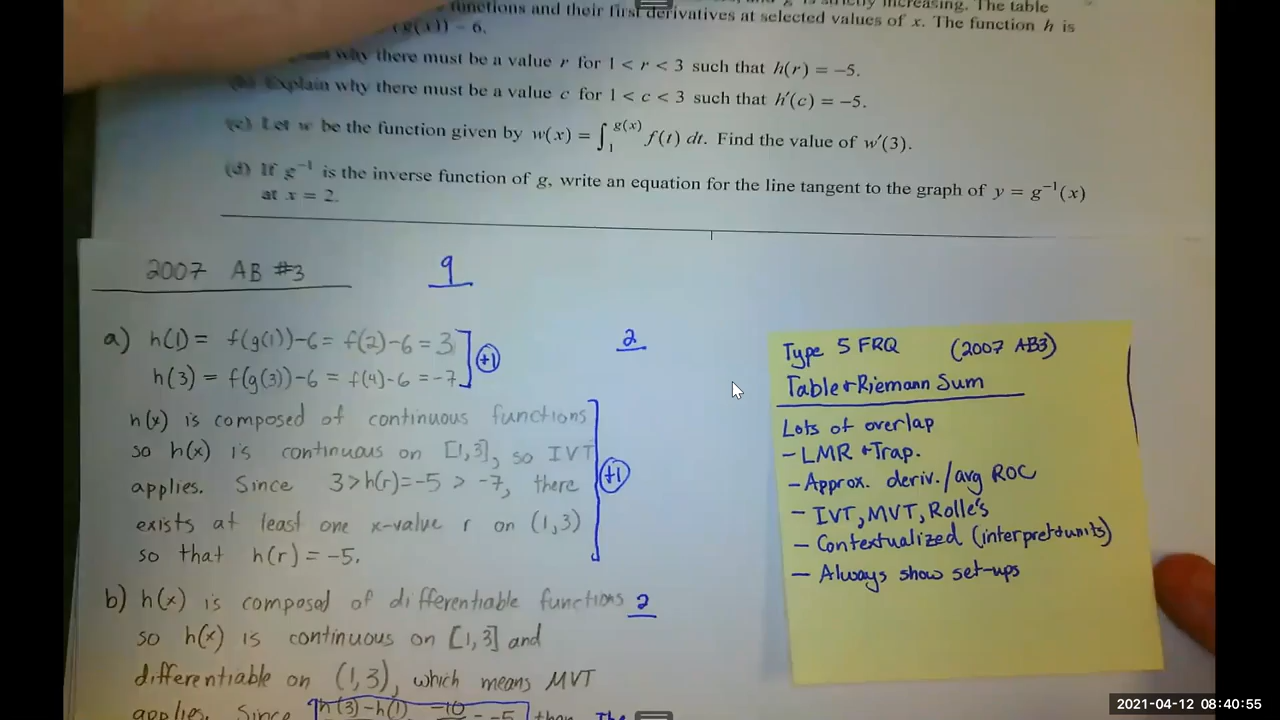 functions and their first derivatives at selected values of x. The function h is
(g(x)) − 6.
why there must be a value r for 1 < r < 3 such that h(r) = −5.
(b) Explain why there must be a value c for 1 < c < 3 such that h′(c) = −5.
(c) Let w be the function given by w(x) = ∫₁^g(x) f(t) dt. Find the value of w′(3).
(d) If g⁻¹ is the inverse function of g, write an equation for the line tangent to the graph of y = g⁻¹(x)
at x = 2.
2007 AB #3
9
a) h(1) = f(g(1))-6 = f(2)-6 = 3
h(3) = f(g(3))-6 = f(4)-6 = -7
+1
2
h(x) is composed of continuous functions
so h(x) is continuous on [1,3], so IVT
applies. Since 3>h(r)=-5 > -7, there
exists at least one x-value r on (1,3)
so that h(r) = -5.
+1
b) h(x) is composed of differentiable functions 2
so h(x) is continuous on [1,3] and
differentiable on (1,3), which means MVT
applies. Since h(3)-h(1) = -10 = -5 then The
Type 5 FRQ (2007 AB3)
Table + Riemann Sum
Lots of overlap
- LMR + Trap.
- Approx. deriv./avg ROC
- IVT, MVT, Rolle's
- Contextualized (interpret+units)
- Always show set-ups
2021-04-12 08:40:55